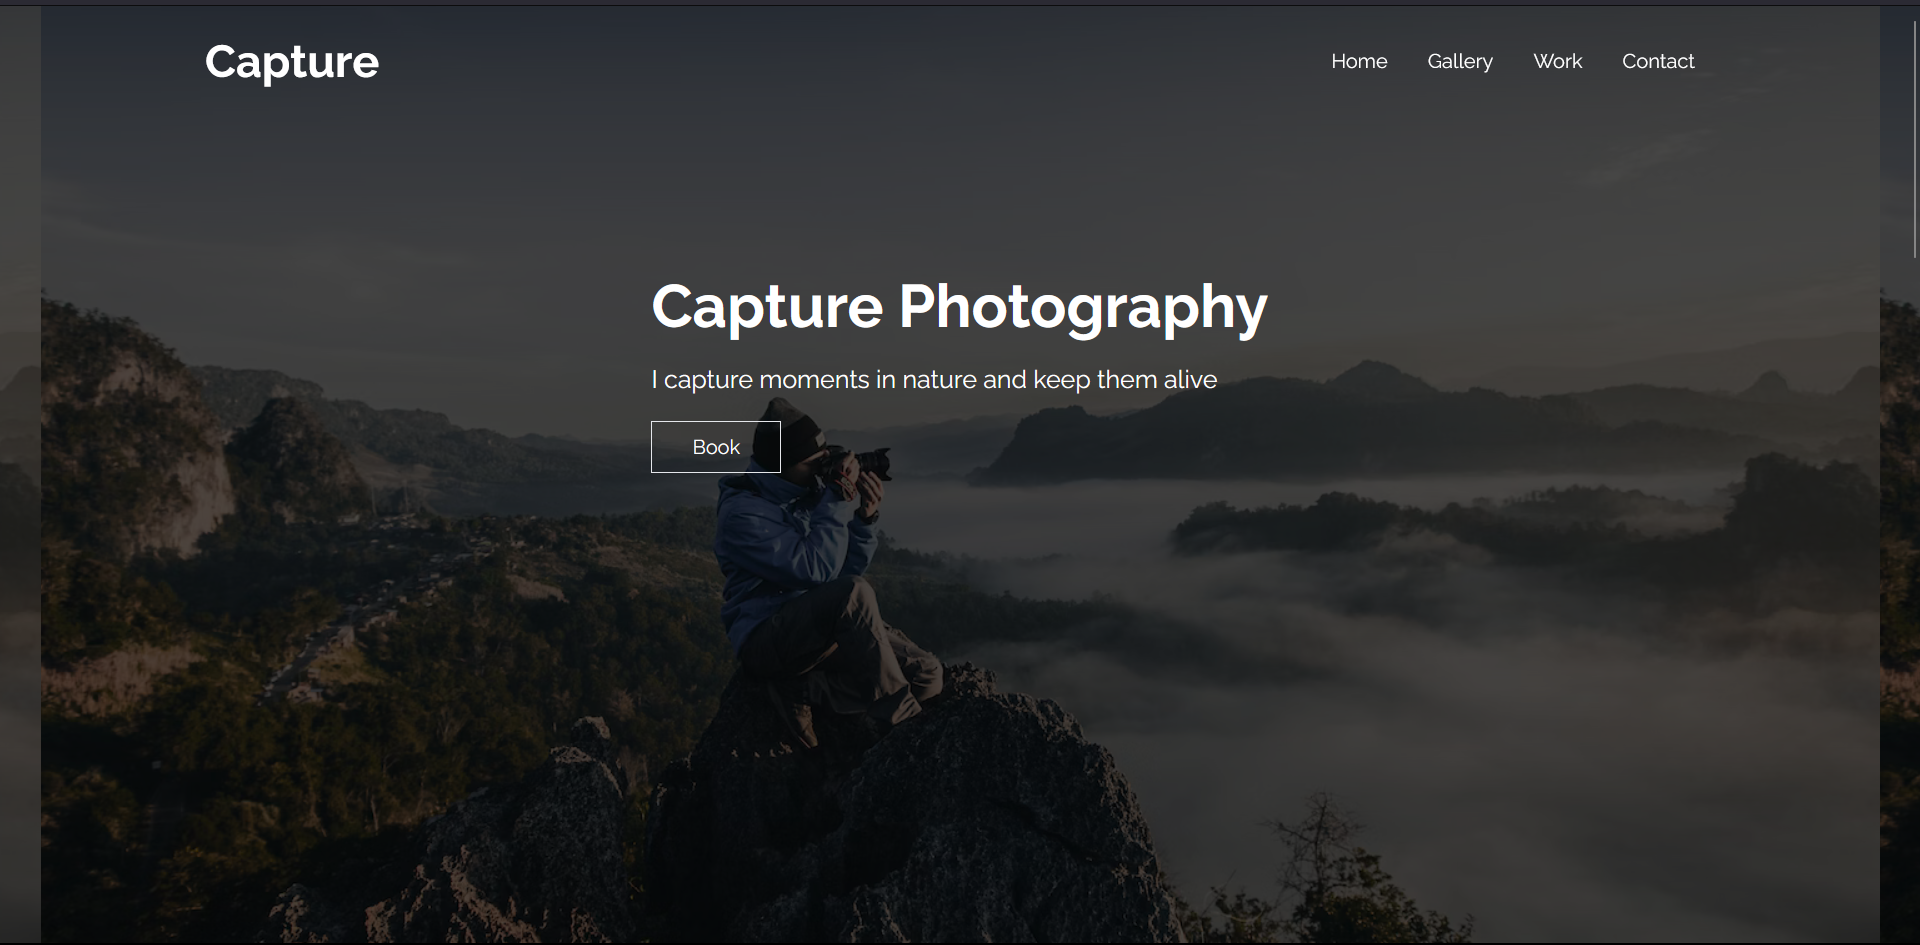 Capture
Home Gallery Work Contact
Capture Photography
I capture moments in nature and keep them alive
Book